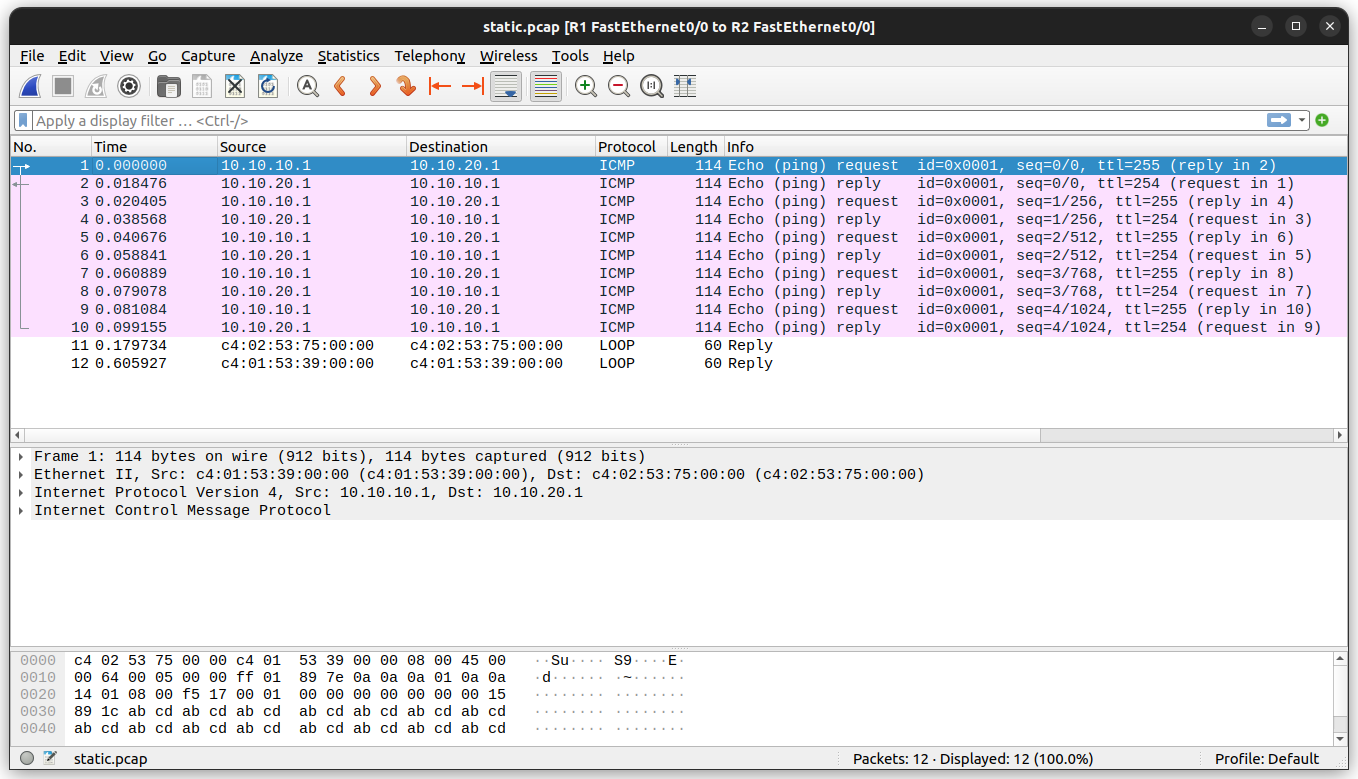 static.pcap [R1 FastEthernet0/0 to R2 FastEthernet0/0]
File Edit View Go Capture Analyze Statistics Telephony Wireless Tools Help
Apply a display filter … <Ctrl-/>
No. Time Source Destination Protocol Length Info
1 0.000000 10.10.10.1 10.10.20.1 ICMP 114 Echo (ping) request id=0x0001, seq=0/0, ttl=255 (reply in 2)
2 0.018476 10.10.20.1 10.10.10.1 ICMP 114 Echo (ping) reply id=0x0001, seq=0/0, ttl=254 (request in 1)
3 0.020405 10.10.10.1 10.10.20.1 ICMP 114 Echo (ping) request id=0x0001, seq=1/256, ttl=255 (reply in 4)
4 0.038568 10.10.20.1 10.10.10.1 ICMP 114 Echo (ping) reply id=0x0001, seq=1/256, ttl=254 (request in 3)
5 0.040676 10.10.10.1 10.10.20.1 ICMP 114 Echo (ping) request id=0x0001, seq=2/512, ttl=255 (reply in 6)
6 0.058841 10.10.20.1 10.10.10.1 ICMP 114 Echo (ping) reply id=0x0001, seq=2/512, ttl=254 (request in 5)
7 0.060889 10.10.10.1 10.10.20.1 ICMP 114 Echo (ping) request id=0x0001, seq=3/768, ttl=255 (reply in 8)
8 0.079078 10.10.20.1 10.10.10.1 ICMP 114 Echo (ping) reply id=0x0001, seq=3/768, ttl=254 (request in 7)
9 0.081084 10.10.10.1 10.10.20.1 ICMP 114 Echo (ping) request id=0x0001, seq=4/1024, ttl=255 (reply in 10)
10 0.099155 10.10.20.1 10.10.10.1 ICMP 114 Echo (ping) reply id=0x0001, seq=4/1024, ttl=254 (request in 9)
11 0.179734 c4:02:53:75:00:00 c4:02:53:75:00:00 LOOP 60 Reply
12 0.605927 c4:01:53:39:00:00 c4:01:53:39:00:00 LOOP 60 Reply
Frame 1: 114 bytes on wire (912 bits), 114 bytes captured (912 bits)
Ethernet II, Src: c4:01:53:39:00:00 (c4:01:53:39:00:00), Dst: c4:02:53:75:00:00 (c4:02:53:75:00:00)
Internet Protocol Version 4, Src: 10.10.10.1, Dst: 10.10.20.1
Internet Control Message Protocol
0000 c4 02 53 75 00 00 c4 01 53 39 00 00 08 00 45 00 ··Su···· S9····E·
0010 00 64 00 05 00 00 ff 01 89 7e 0a 0a 0a 01 0a 0a ·d······ ·~······
0020 14 01 08 00 f5 17 00 01 00 00 00 00 00 00 00 15 ········ ········
0030 89 1c ab cd ab cd ab cd ab cd ab cd ab cd ab cd ········ ········
0040 ab cd ab cd ab cd ab cd ab cd ab cd ab cd ab cd ········ ········
static.pcap Packets: 12 · Displayed: 12 (100.0%) Profile: Default